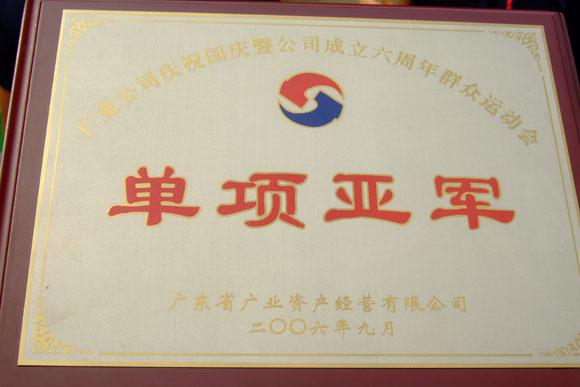 广业公司庆祝国庆暨公司成立六周年群众运动会
单项亚军
广东省广业资产经营有限公司
二〇〇六年九月